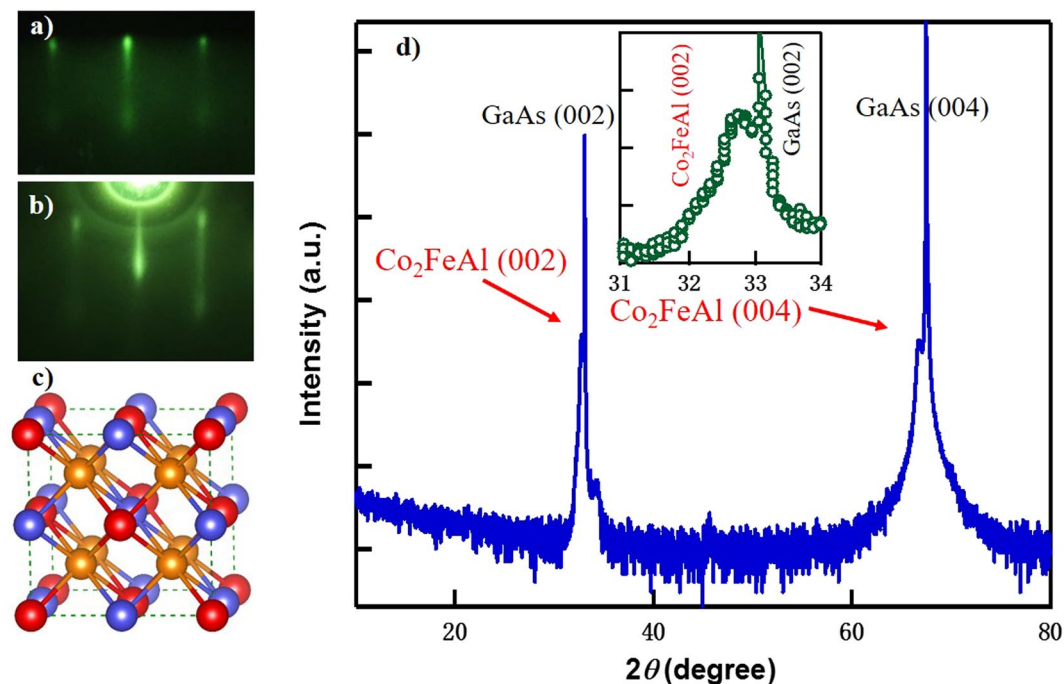 a)
b)
c)
d)
GaAs (002)
GaAs (004)
Co₂FeAl (002)
Co₂FeAl (004)
Co₂FeAl (002)
GaAs (002)
31 32 33 34
Intensity (a.u.)
20 40 60 80
2θ (degree)